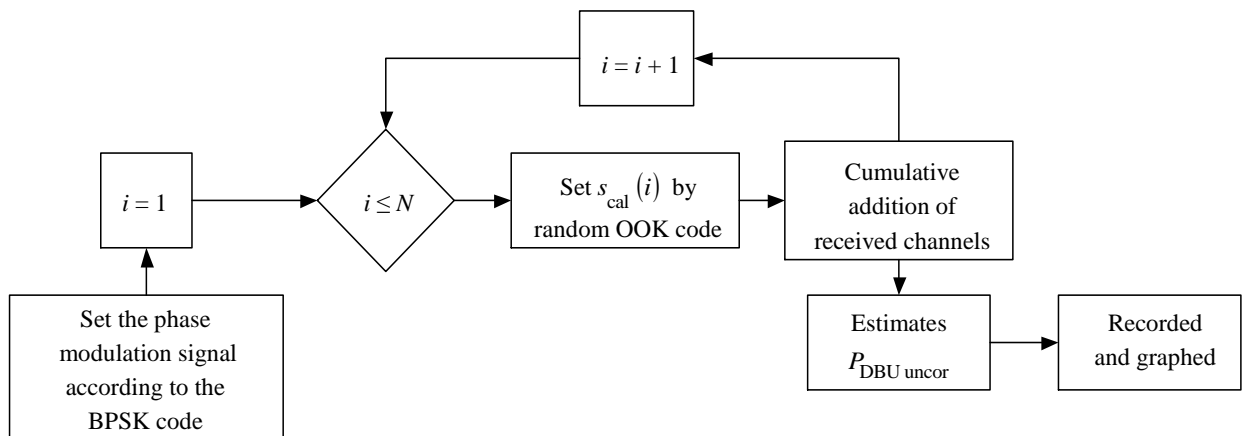 i = i + 1
i = 1
i ≤ N
Set s_cal (i) by
random OOK code
Cumulative
addition of
received channels
Set the phase
modulation signal
according to the
BPSK code
Estimates
P_DBU uncor
Recorded
and graphed